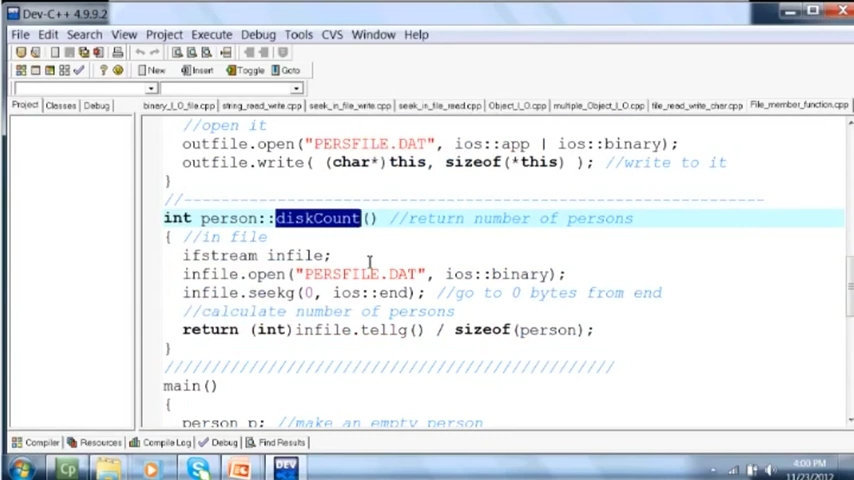 Dev-C++ 4.9.9.2
File Edit Search View Project Execute Debug Tools CVS Window Help
New Insert Toggle Goto
Project Classes Debug
binary_I_O_file.cpp string_read_write.cpp seek_in_file_write.cpp seek_in_file_read.cpp Object_I_O.cpp multiple_Object_I_O.cpp file_read_write_char.cpp File_member_function.cpp
//open it
outfile.open("PERSFILE.DAT", ios::app | ios::binary);
outfile.write( (char*)this, sizeof(*this) ); //write to it
}
//---------------------------------------------------------------
int person::diskCount() //return number of persons
{ //in file
ifstream infile;
infile.open("PERSFILE.DAT", ios::binary);
infile.seekg(0, ios::end); //go to 0 bytes from end
//calculate number of persons
return (int)infile.tellg() / sizeof(person);
}
/////////////////////////////////////////////////
main()
{
person p; //make an empty person
Compiler Resources Compile Log Debug Find Results
Cp DEV C++ 4:00 PM
11/23/2012